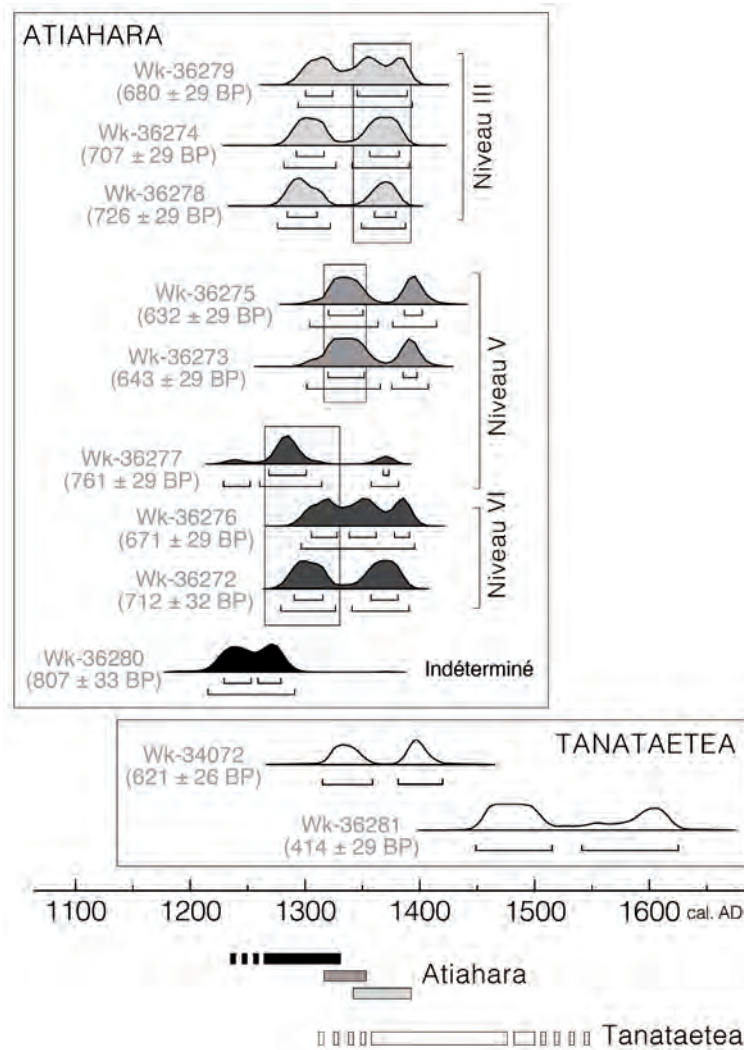 ATIAHARA
Wk-36279
(680 ± 29 BP)
Wk-36274
(707 ± 29 BP)
Wk-36278
(726 ± 29 BP)
Niveau III
Wk-36275
(632 ± 29 BP)
Wk-36273
(643 ± 29 BP)
Wk-36277
(761 ± 29 BP)
Niveau V
Wk-36276
(671 ± 29 BP)
Wk-36272
(712 ± 32 BP)
Niveau VI
Wk-36280
(807 ± 33 BP)
Indéterminé
TANATAETEA
Wk-34072
(621 ± 26 BP)
Wk-36281
(414 ± 29 BP)
1100 1200 1300 1400 1500 1600 cal. AD
Atiahara
Tanataetea